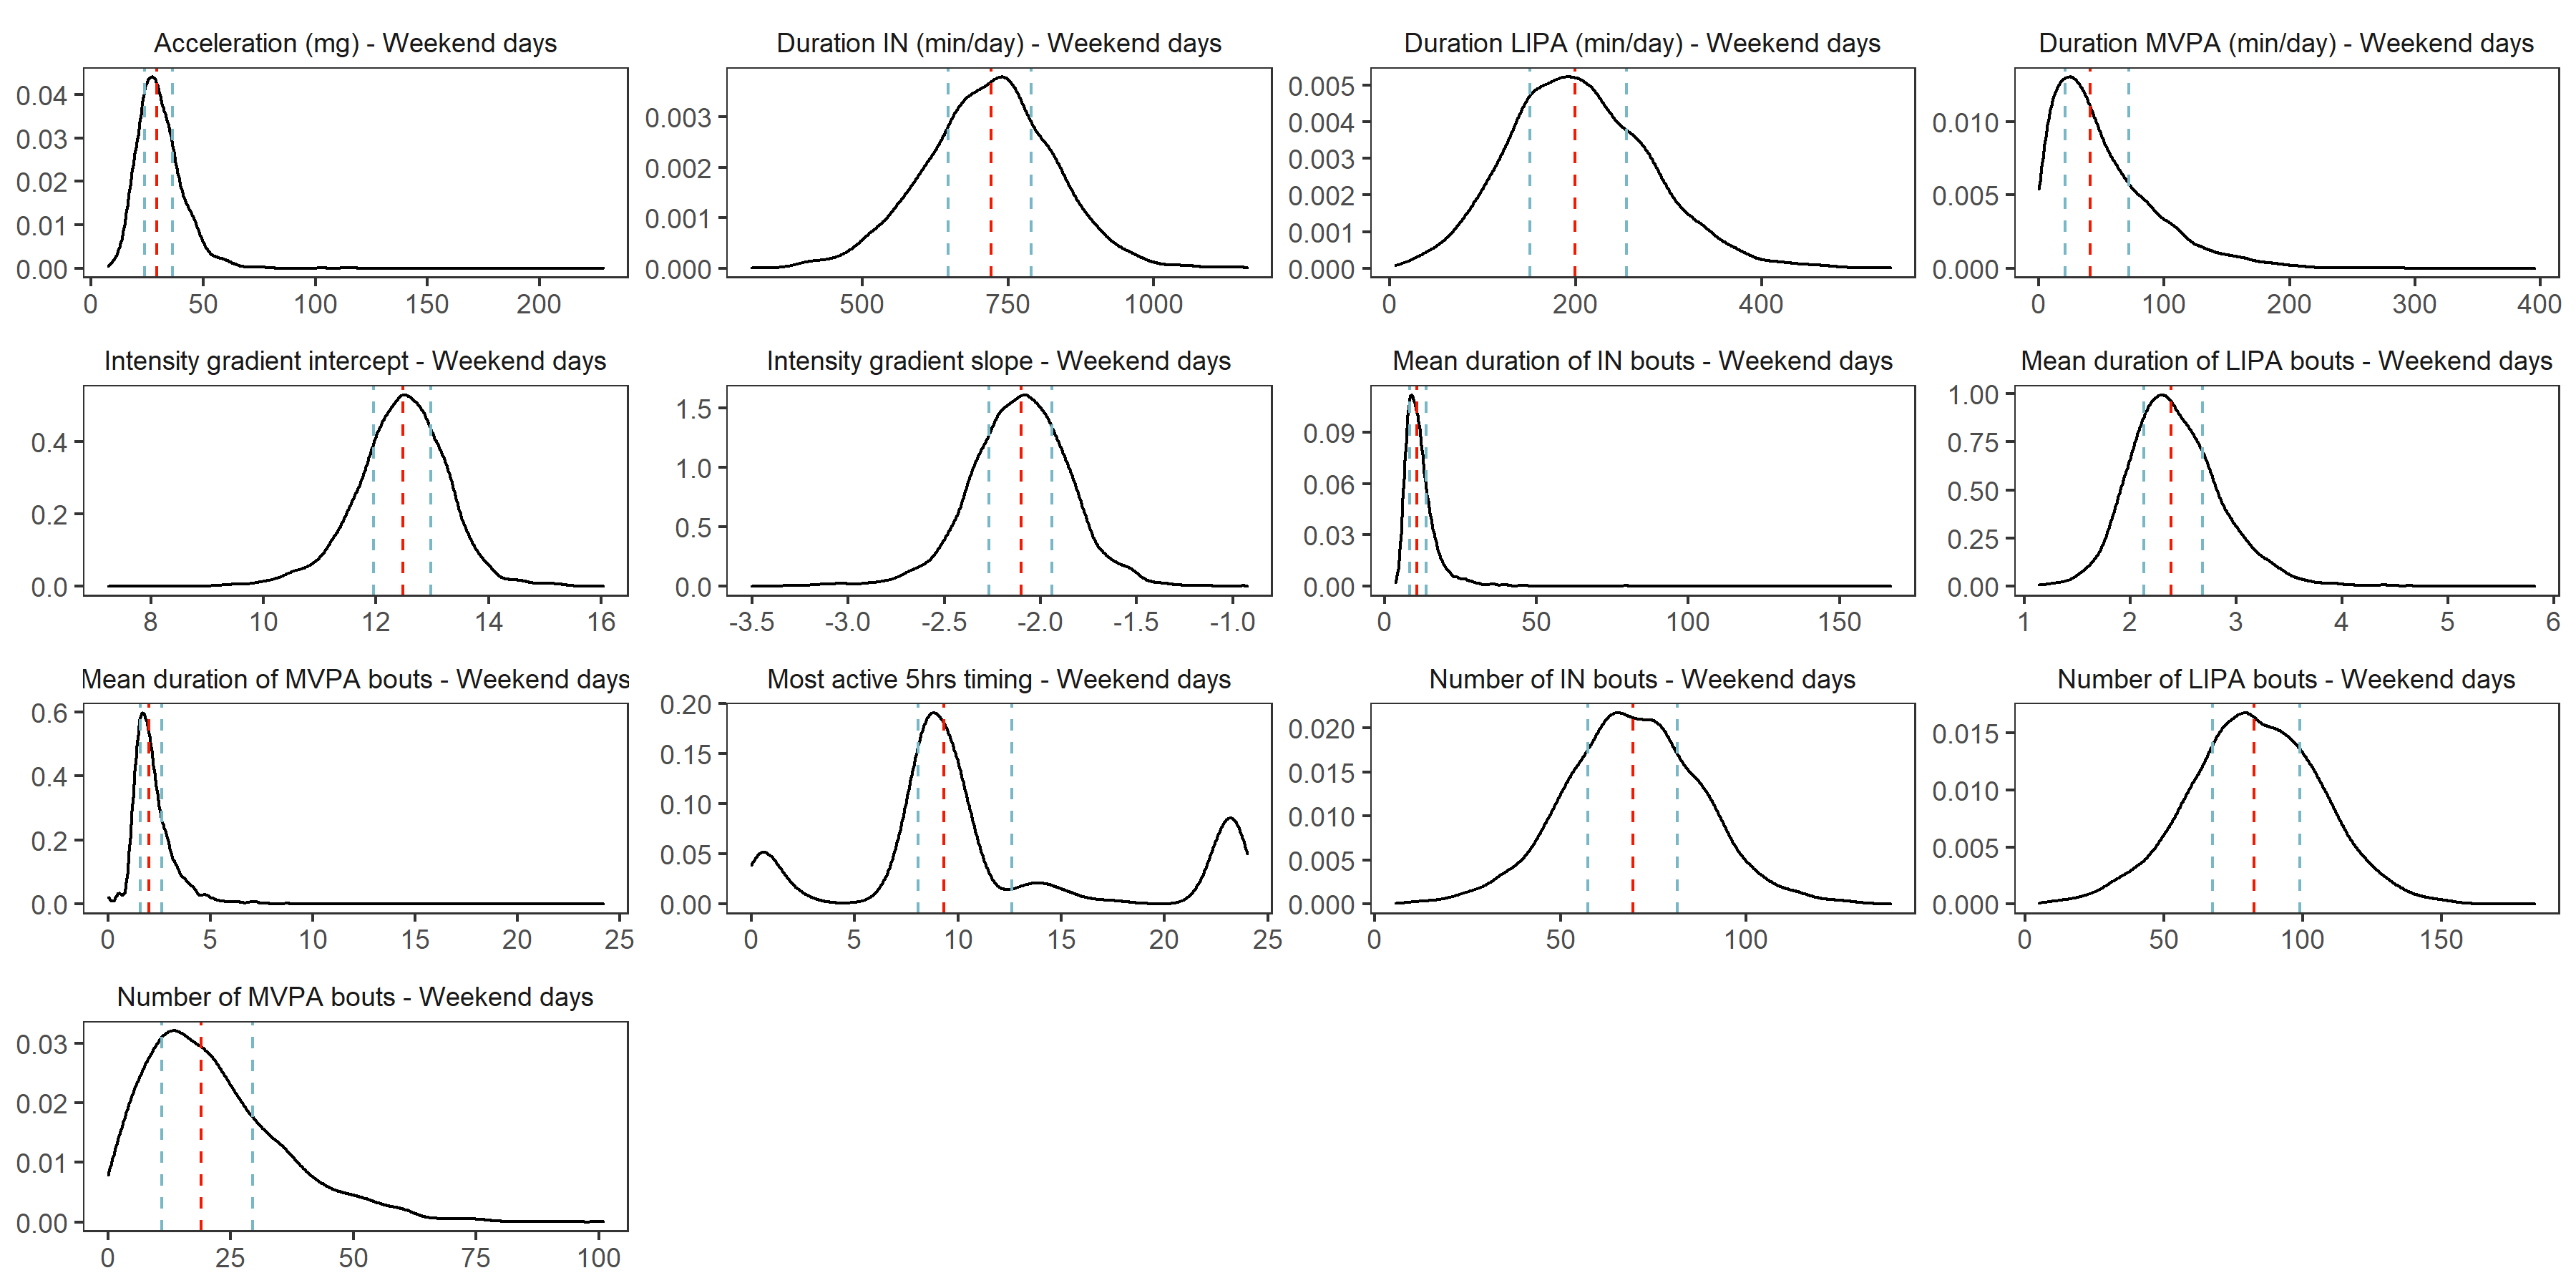 Acceleration (mg) - Weekend days
Duration IN (min/day) - Weekend days
Duration LIPA (min/day) - Weekend days
Duration MVPA (min/day) - Weekend days
0.04
0.03
0.02
0.01
0.00
0 50 100 150 200
0.003
0.002
0.001
0.000
500 750 1000
0.005
0.004
0.003
0.002
0.001
0.000
0 200 400
0.010
0.005
0.000
0 100 200 300 400
Intensity gradient intercept - Weekend days
Intensity gradient slope - Weekend days
Mean duration of IN bouts - Weekend days
Mean duration of LIPA bouts - Weekend days
0.4
0.2
0.0
8 10 12 14 16
1.5
1.0
0.5
0.0
-3.5 -3.0 -2.5 -2.0 -1.5 -1.0
0.09
0.06
0.03
0.00
0 50 100 150
1.00
0.75
0.50
0.25
0.00
1 2 3 4 5 6
Mean duration of MVPA bouts - Weekend days
Most active 5hrs timing - Weekend days
Number of IN bouts - Weekend days
Number of LIPA bouts - Weekend days
0.6
0.4
0.2
0.0
0 5 10 15 20 25
0.20
0.15
0.10
0.05
0.00
0 5 10 15 20 25
0.020
0.015
0.010
0.005
0.000
0 50 100
0.015
0.010
0.005
0.000
0 50 100 150
Number of MVPA bouts - Weekend days
0.03
0.02
0.01
0.00
0 25 50 75 100